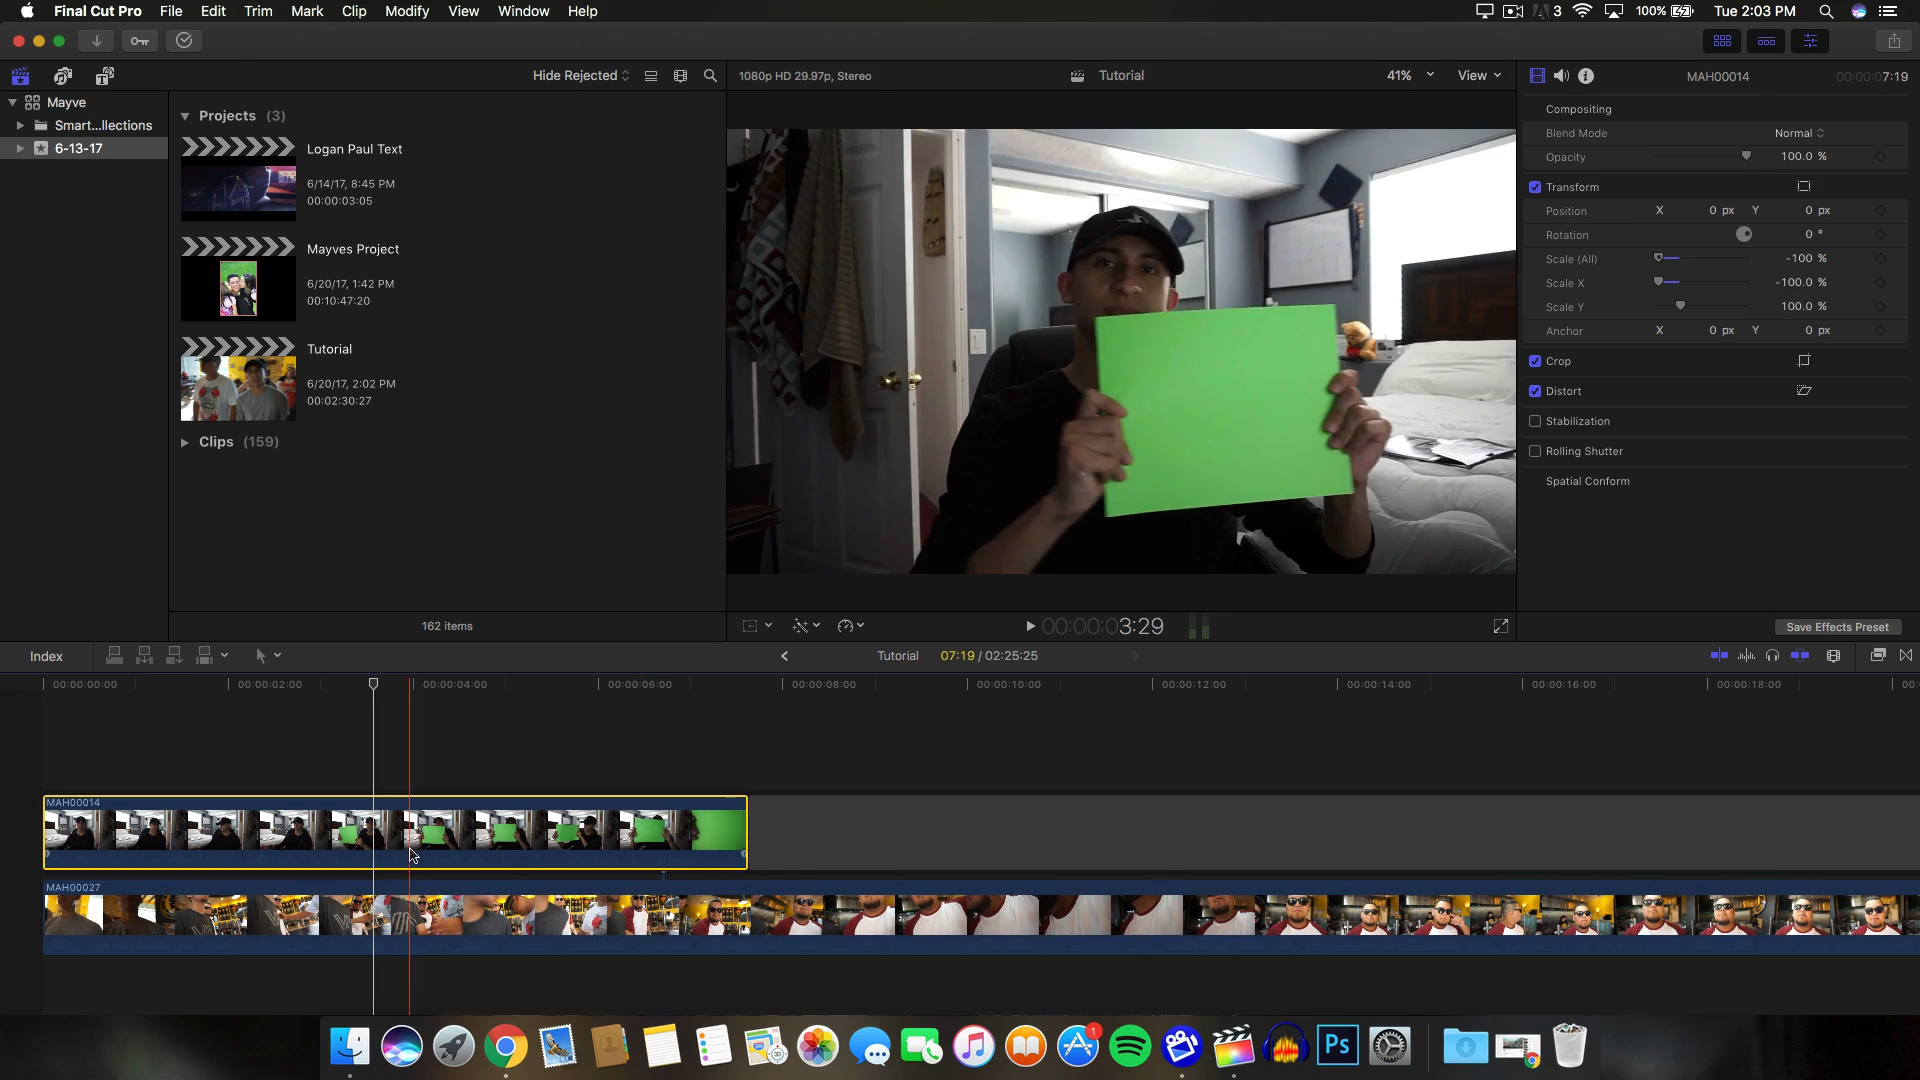 Final Cut Pro File Edit Trim Mark Clip Modify View Window Help
3 100% Tue 2:03 PM
Hide Rejected
1080p HD 29.97p, Stereo Tutorial 41% View
MAH00014 00:00:07:19
Mayve
Smart...llections
6-13-17
Projects (3)
Logan Paul Text
6/14/17, 8:45 PM
00:00:03:05
Mayves Project
6/20/17, 1:42 PM
00:10:47:20
Tutorial
6/20/17, 2:02 PM
00:02:30:27
Clips (159)
162 items
Compositing
Blend Mode Normal
Opacity 100.0 %
Transform
Position X 0 px Y 0 px
Rotation 0 °
Scale (All) -100 %
Scale X -100.0 %
Scale Y 100.0 %
Anchor X 0 px Y 0 px
Crop
Distort
Stabilization
Rolling Shutter
Spatial Conform
00:00:03:29
Save Effects Preset
Index
Tutorial 07:19 / 02:25:25
00:00:00:00 00:00:02:00 00:00:04:00 00:00:06:00 00:00:08:00 00:00:10:00 00:00:12:00 00:00:14:00 00:00:16:00 00:00:18:00 00:
MAH00014
MAH00027
30
1
Ps